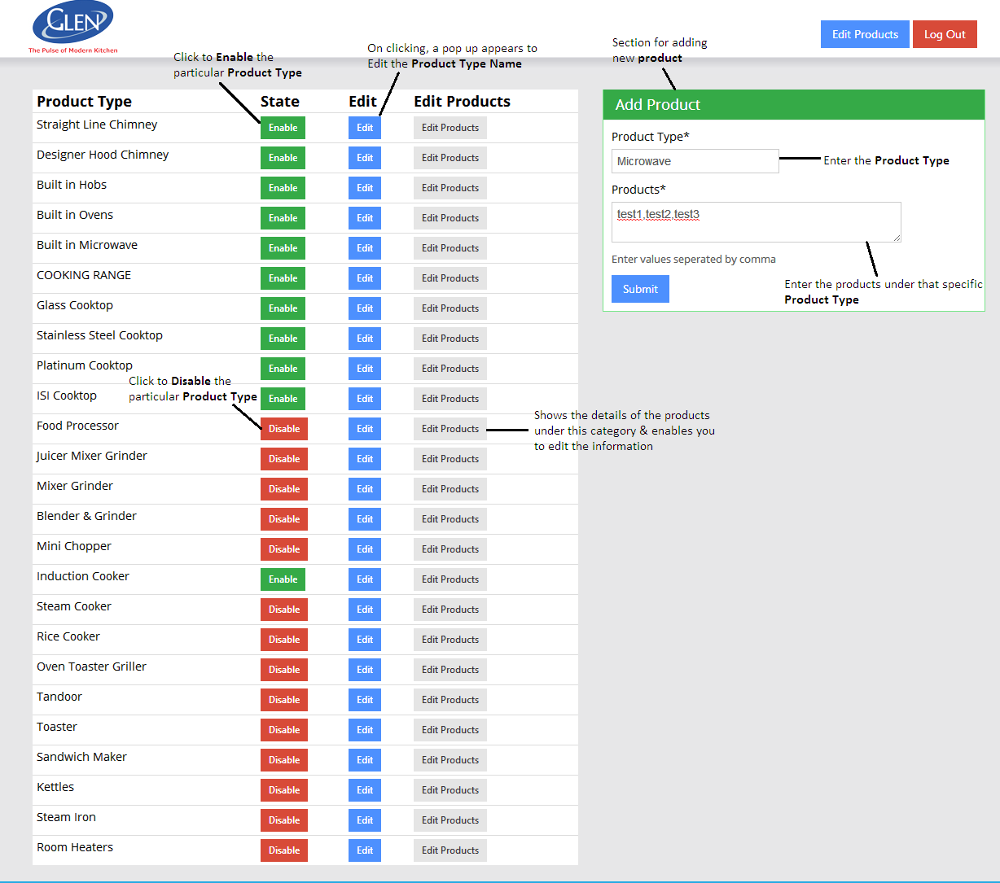 GLEN
The Pulse of Modern Kitchen
Edit Products Log Out
Click to Enable the
particular Product Type
On clicking, a pop up appears to
Edit the Product Type Name
Section for adding
new product
Product Type State Edit Edit Products
Straight Line Chimney Enable Edit Edit Products
Designer Hood Chimney Enable Edit Edit Products
Built in Hobs Enable Edit Edit Products
Built in Ovens Enable Edit Edit Products
Built in Microwave Enable Edit Edit Products
COOKING RANGE Enable Edit Edit Products
Glass Cooktop Enable Edit Edit Products
Stainless Steel Cooktop Enable Edit Edit Products
Platinum Cooktop Enable Edit Edit Products
Click to Disable the
particular Product Type
ISI Cooktop Enable Edit Edit Products
Food Processor Disable Edit Edit Products
Shows the details of the products
under this category & enables you
to edit the information
Juicer Mixer Grinder Disable Edit Edit Products
Mixer Grinder Disable Edit Edit Products
Blender & Grinder Disable Edit Edit Products
Mini Chopper Disable Edit Edit Products
Induction Cooker Enable Edit Edit Products
Steam Cooker Disable Edit Edit Products
Rice Cooker Disable Edit Edit Products
Oven Toaster Griller Disable Edit Edit Products
Tandoor Disable Edit Edit Products
Toaster Disable Edit Edit Products
Sandwich Maker Disable Edit Edit Products
Kettles Disable Edit Edit Products
Steam Iron Disable Edit Edit Products
Room Heaters Disable Edit Edit Products
Add Product
Product Type*
Microwave
Enter the Product Type
Products*
test1,test2,test3
Enter values seperated by comma
Submit
Enter the products under that specific
Product Type